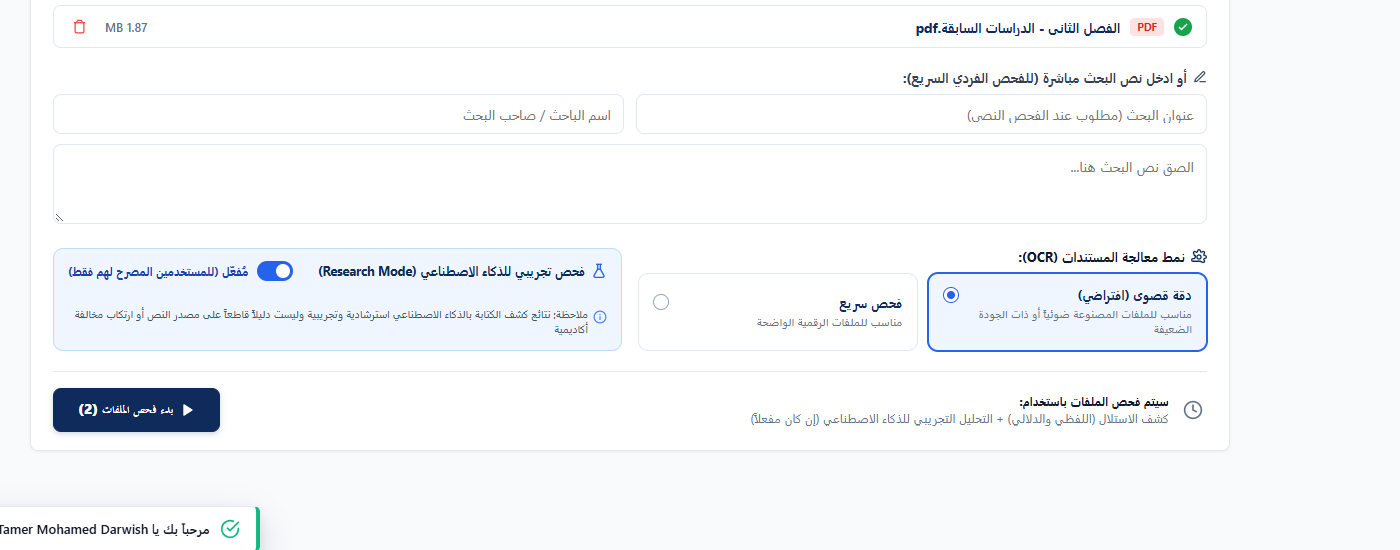 الفصل الثانى - الدراسات السابقة.pdf PDF
MB 1.87
أو ادخل نص البحث مباشرة (للفحص الفردي السريع):
عنوان البحث (مطلوب عند الفحص النصى)
اسم الباحث / صاحب البحث
الصق نص البحث هنا...
نمط معالجة المستندات (OCR):
دقة قصوى (افتراضي)
مناسب للملفات المصنوعة ضوئياً أو ذات الجودة
الضعيفة
فحص سريع
مناسب للملفات الرقمية الواضحة
فحص تجريبي للذكاء الاصطناعي (Research Mode)
مُفعّل (للمستخدمين المصرح لهم فقط)
ملاحظة: نتائج كشف الكتابة بالذكاء الاصطناعي استرشادية وتجريبية وليست دليلاً قاطعاً على مصدر النص أو ارتكاب مخالفة
أكاديمية
سيتم فحص الملفات باستخدام:
كشف الاستلال (اللفظي والدلالي) + التحليل التجريبي للذكاء الاصطناعي (إن كان مفعلاً)
بدء فحص الملفات (2)
مرحباً بك يا Tamer Mohamed Darwish